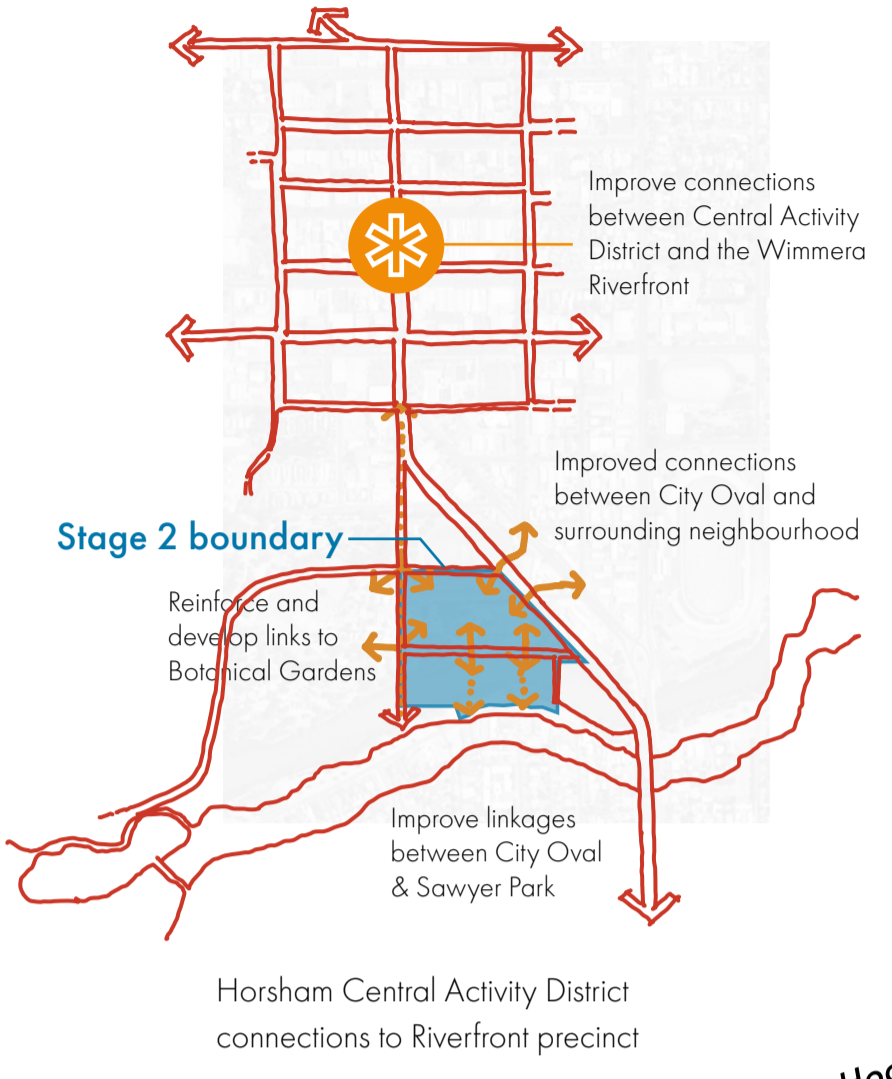 Improve connections
between Central Activity
District and the Wimmera
Riverfront
Improved connections
between City Oval and
surrounding neighbourhood
Stage 2 boundary
Reinforce and
develop links to
Botanical Gardens
Improve linkages
between City Oval
& Sawyer Park
Horsham Central Activity District
connections to Riverfront precinct